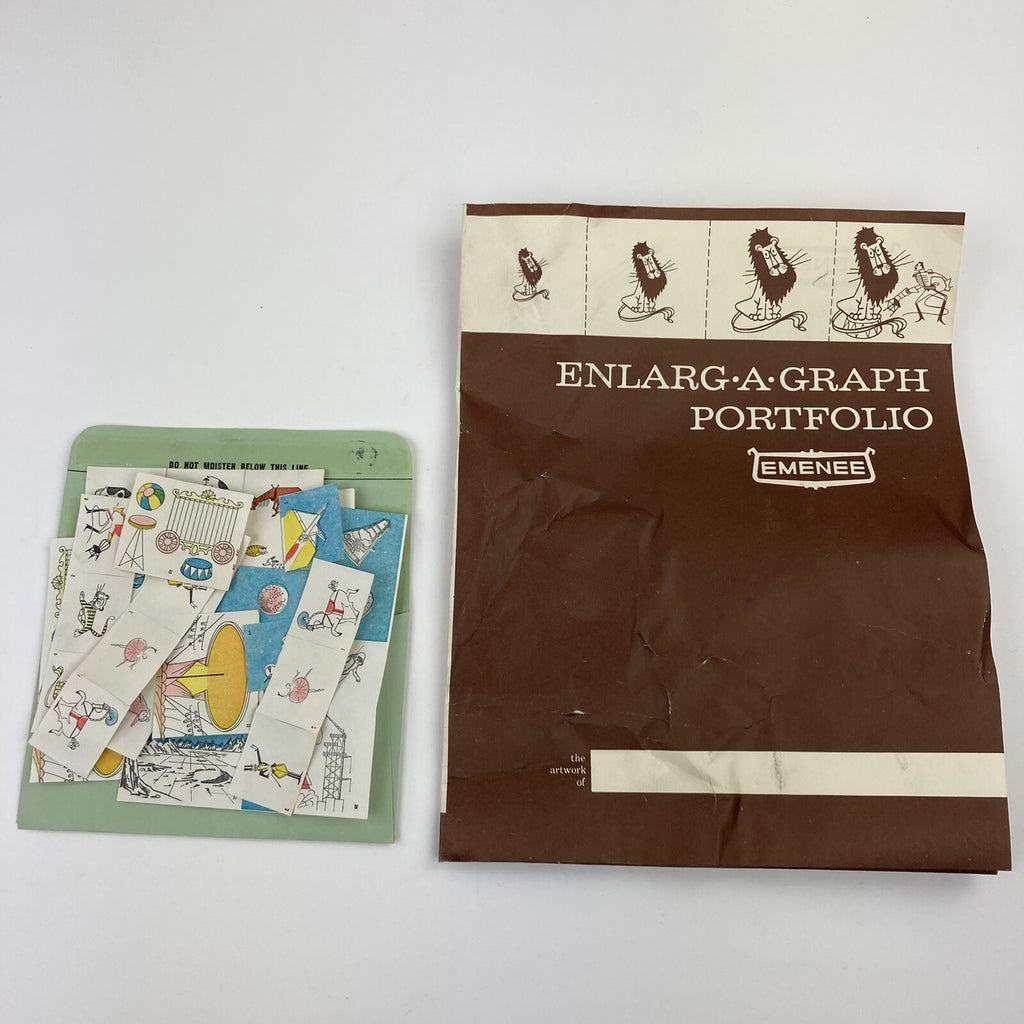 DO NOT MOISTEN BELOW THIS LINE
ENLARG·A·GRAPH
PORTFOLIO
EMENEE
the
artwork
of